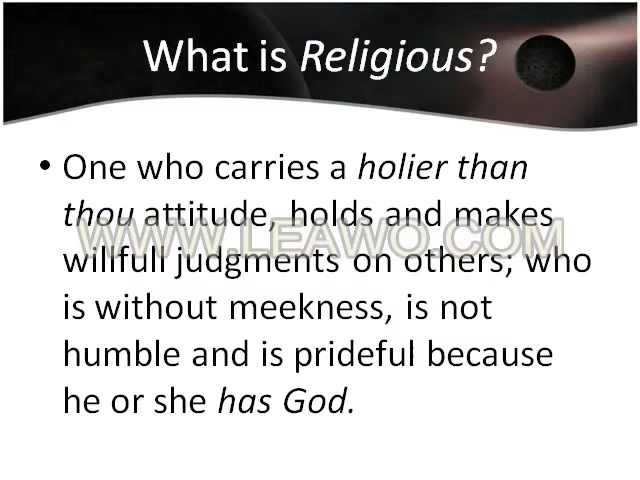 What is Religious?
• One who carries a holier than
thou attitude, holds and makes
WWW.LEAWO.COM
willfull judgments on others; who
is without meekness, is not
humble and is prideful because
he or she has God.